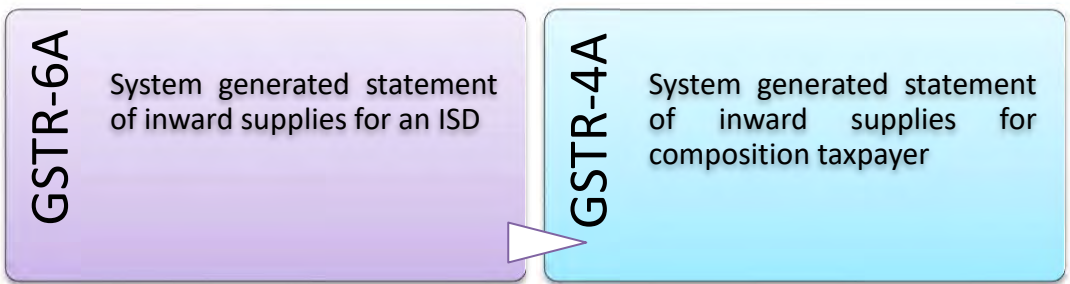 GSTR-6A
System generated statement
of inward supplies for an ISD
GSTR-4A
System generated statement
of inward supplies for
composition taxpayer